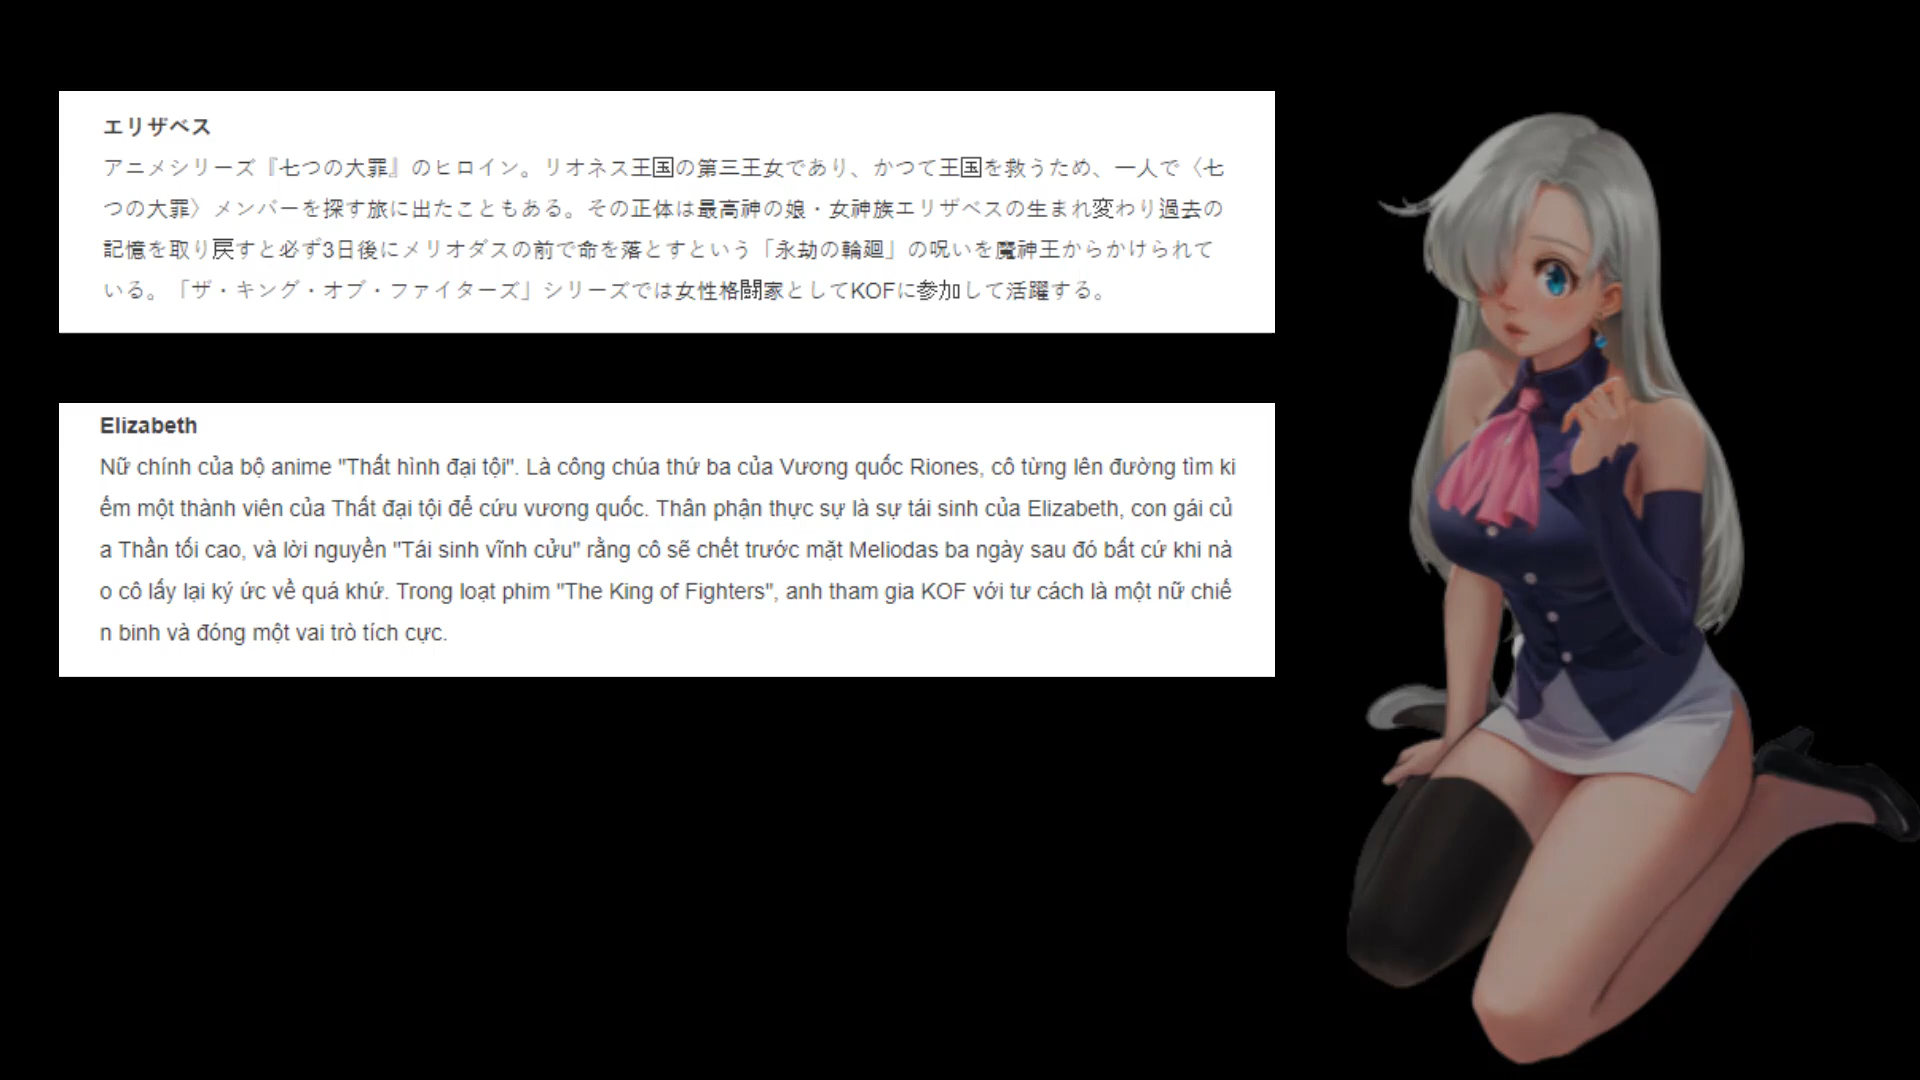 エリザベス
アニメシリーズ『七つの大罪』のヒロイン。リオネス王国の第三王女であり、かつて王国を救うため、一人で〈七
つの大罪〉メンバーを探す旅に出たこともある。その正体は最高神の娘・女神族エリザベスの生まれ変わり過去の
記憶を取り戻すと必ず3日後にメリオダスの前で命を落とすという「永劫の輪廻」の呪いを魔神王からかけられて
いる。「ザ・キング・オブ・ファイターズ」シリーズでは女性格闘家としてKOFに参加して活躍する。
Elizabeth
Nữ chính của bộ anime "Thất hình đại tội". Là công chúa thứ ba của Vương quốc Riones, cô từng lên đường tìm ki
ếm một thành viên của Thất đại tội để cứu vương quốc. Thân phận thực sự là sự tái sinh của Elizabeth, con gái củ
a Thần tối cao, và lời nguyền "Tái sinh vĩnh cửu" rằng cô sẽ chết trước mặt Meliodas ba ngày sau đó bất cứ khi nà
o cô lấy lại ký ức về quá khứ. Trong loạt phim "The King of Fighters", anh tham gia KOF với tư cách là một nữ chiế
n binh và đóng một vai trò tích cực.